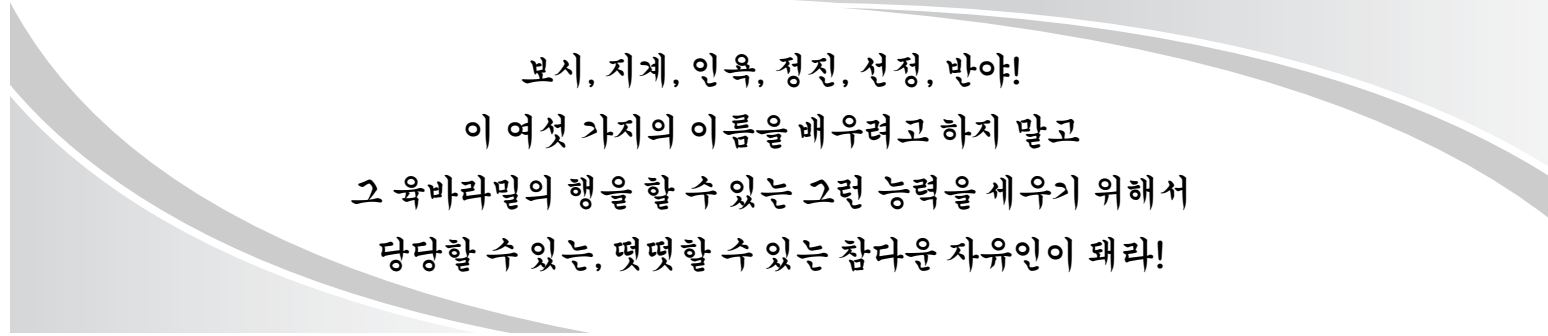 보시, 지계, 인욕, 정진, 선정, 반야!
이 여섯 가지의 이름을 배우려고 하지 말고
그 육바라밀의 행을 할 수 있는 그런 능력을 세우기 위해서
당당할 수 있는, 떳떳할 수 있는 참다운 자유인이 돼라!